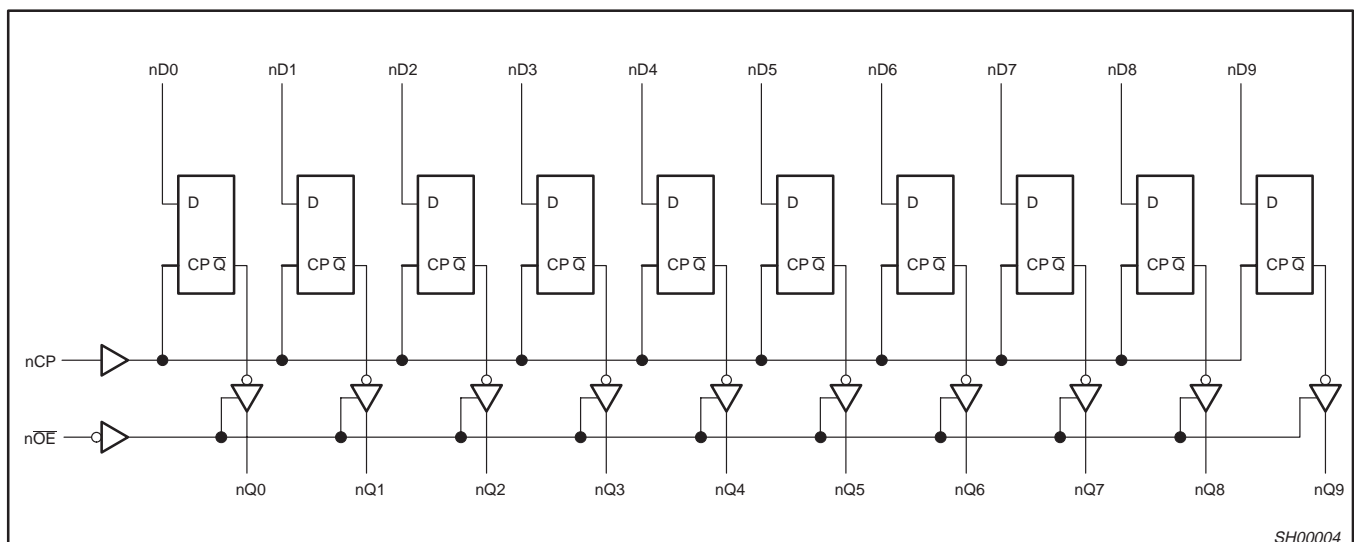 nD0 nD1 nD2 nD3 nD4 nD5 nD6 nD7 nD8 nD9
D D D D D D D D D D
CP Q̅ CP Q̅ CP Q̅ CP Q̅ CP Q̅ CP Q̅ CP Q̅ CP Q̅ CP Q̅ CP Q̅
nCP
nO̅E̅
nQ0 nQ1 nQ2 nQ3 nQ4 nQ5 nQ6 nQ7 nQ8 nQ9
SH00004